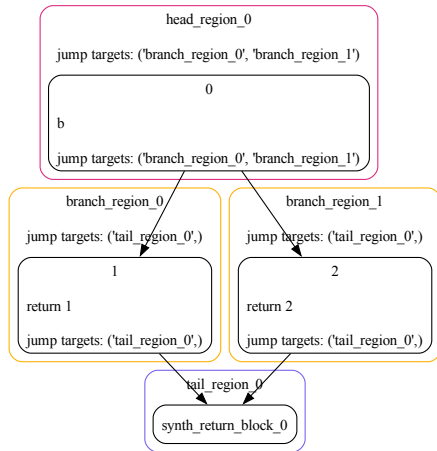 head_region_0
jump targets: ('branch_region_0', 'branch_region_1')
0
b
jump targets: ('branch_region_0', 'branch_region_1')
branch_region_0
jump targets: ('tail_region_0',)
1
return 1
jump targets: ('tail_region_0',)
branch_region_1
jump targets: ('tail_region_0',)
2
return 2
jump targets: ('tail_region_0',)
tail_region_0
synth_return_block_0